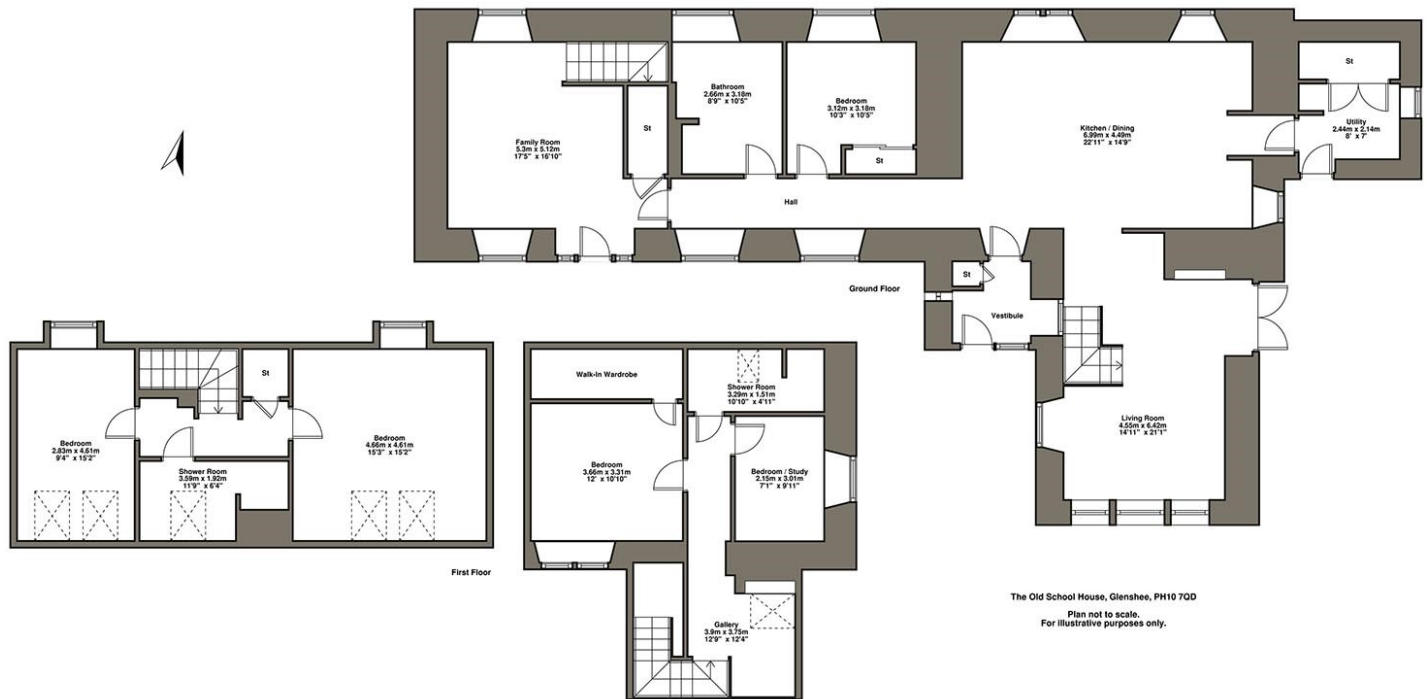 Family Room
5.3m x 5.12m
17'5" x 16'10"
St
Bathroom
2.66m x 3.18m
8'9" x 10'5"
Bedroom
3.12m x 3.18m
10'3" x 10'5"
St
Hall
Kitchen / Dining
6.99m x 4.49m
22'11" x 14'9"
St
Utility
2.44m x 2.14m
8' x 7'
St
Vestibule
Living Room
4.55m x 6.42m
14'11" x 21'1"
Ground Floor
Bedroom
2.83m x 4.61m
9'4" x 15'2"
St
Shower Room
3.59m x 1.92m
11'9" x 6'4"
Bedroom
4.66m x 4.61m
15'3" x 15'2"
First Floor
Walk-In Wardrobe
Shower Room
3.29m x 1.51m
10'10" x 4'11"
Bedroom
3.66m x 3.31m
12' x 10'10"
Bedroom / Study
2.15m x 3.01m
7'1" x 9'11"
Gallery
3.9m x 3.75m
12'9" x 12'4"
The Old School House, Glenshee, PH10 7QD
Plan not to scale.
For illustrative purposes only.